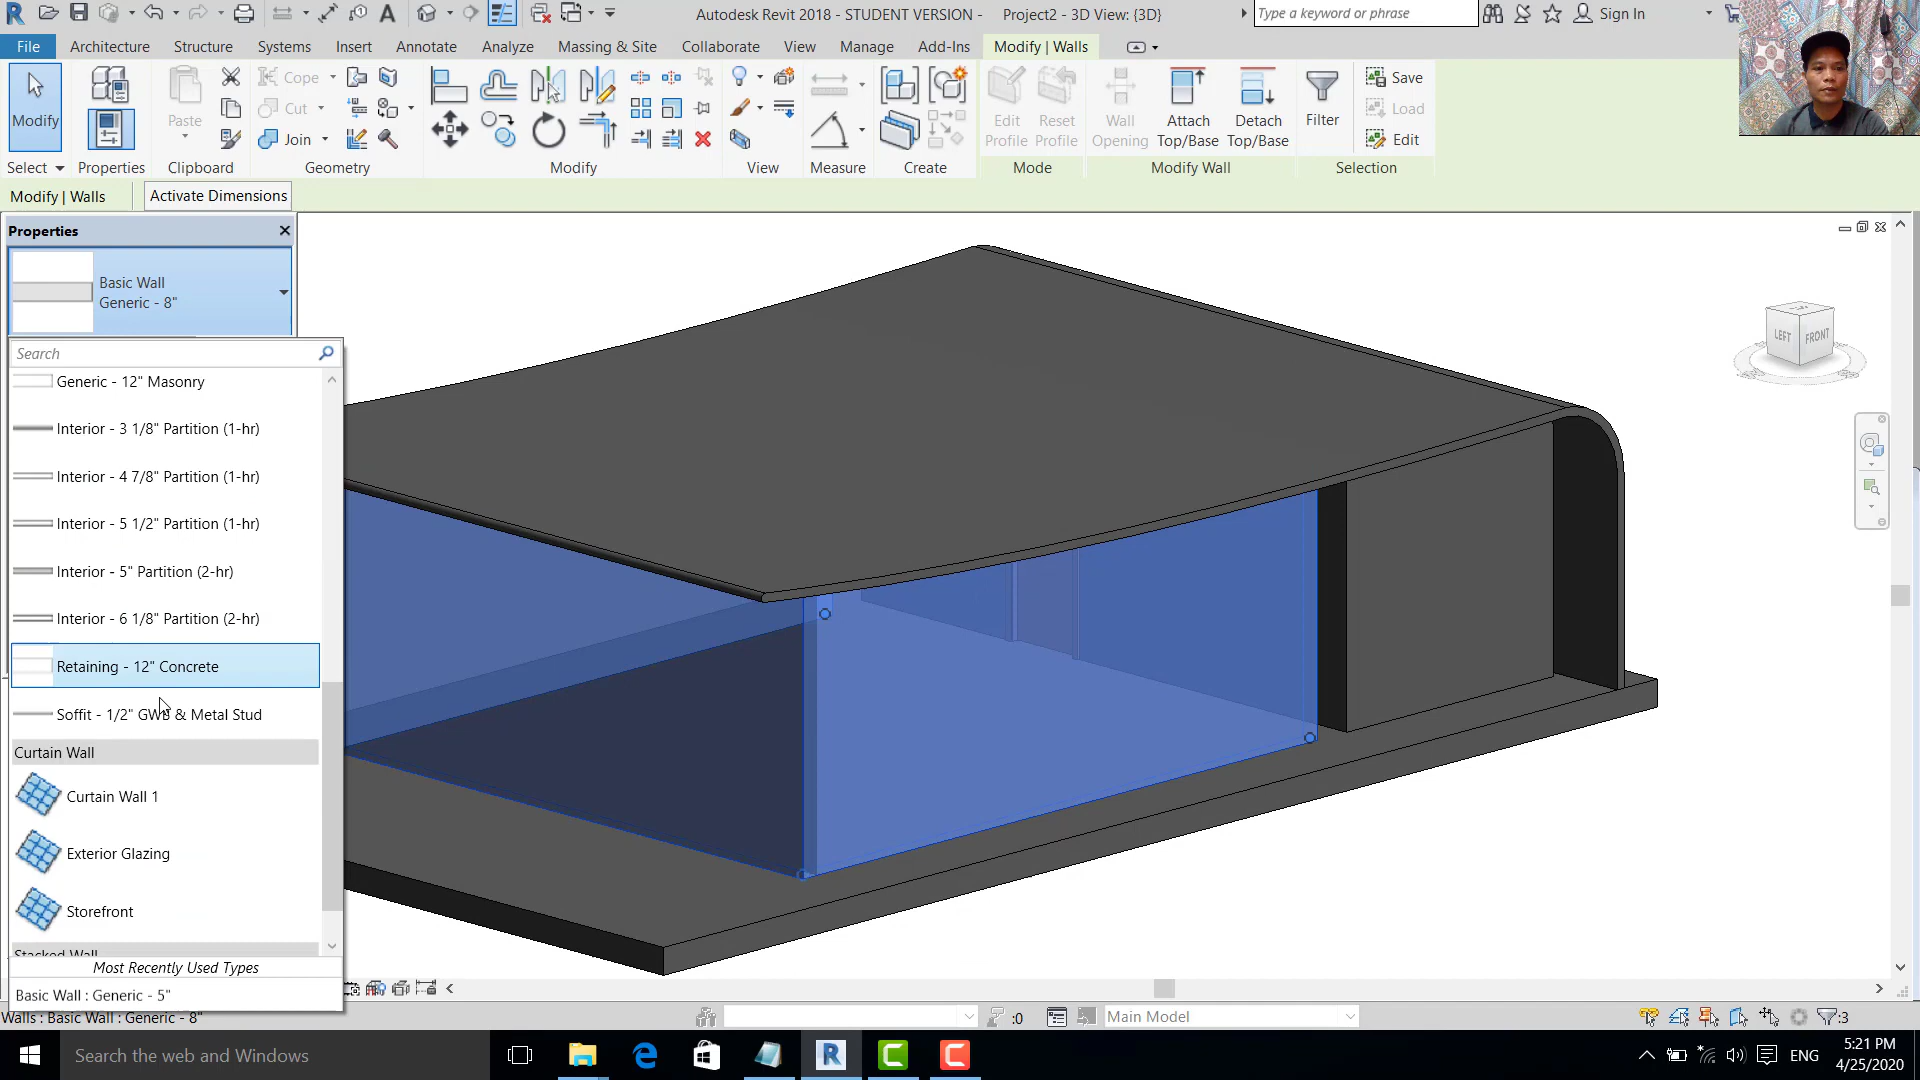 Autodesk Revit 2018 - STUDENT VERSION - Project2 - 3D View: {3D}
Type a keyword or phrase
Sign In
File Architecture Structure Systems Insert Annotate Analyze Massing & Site Collaborate View Manage Add-Ins Modify | Walls
Modify
Paste
Cope
Cut
Join
Edit Profile
Reset Profile
Wall Opening
Attach Top/Base
Detach Top/Base
Filter
Save
Load
Edit
Select Properties Clipboard Geometry Modify View Measure Create Mode Modify Wall Selection
Modify | Walls Activate Dimensions
Properties
Basic Wall
Generic - 8"
Search
Generic - 12" Masonry
Interior - 3 1/8" Partition (1-hr)
Interior - 4 7/8" Partition (1-hr)
Interior - 5 1/2" Partition (1-hr)
Interior - 5" Partition (2-hr)
Interior - 6 1/8" Partition (2-hr)
Retaining - 12" Concrete
Soffit - 1/2" GWB & Metal Stud
Curtain Wall
Curtain Wall 1
Exterior Glazing
Storefront
Stacked Wall
Most Recently Used Types
Basic Wall : Generic - 5"
LEFT FRONT
Walls : Basic Wall : Generic - 8"
:0
Main Model
:3
Search the web and Windows
ENG
5:21 PM
4/25/2020